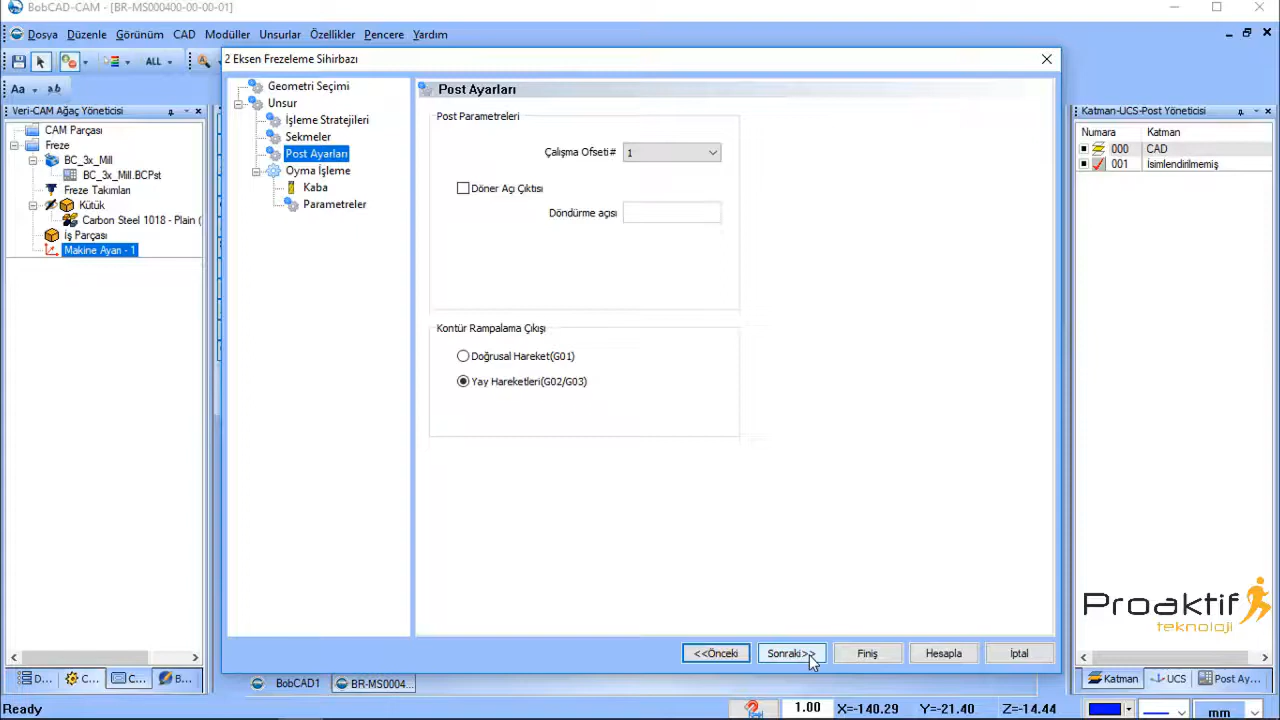 BobCAD-CAM - [BR-MS000400-00-00-01]
Dosya Düzenle Görünüm CAD Modüller Unsurlar Özellikler Pencere Yardım
ALL
Aa ab
Veri-CAM Ağaç Yöneticisi
CAM Parçası
Freze
BC_3x_Mill
BC_3x_Mill.BCPst
Freze Takımları
Kütük
Carbon Steel 1018 - Plain (
İş Parçası
Makine Ayarı - 1
D... C... C... B...
2 Eksen Frezeleme Sihirbazı
Geometri Seçimi
Unsur
İşleme Stratejileri
Sekmeler
Post Ayarları
Oyma İşleme
Kaba
Parametreler
Post Ayarları
Post Parametreleri
Çalışma Ofseti# 1
Döner Açı Çıktısı
Döndürme açısı
Kontür Rampalama Çıkışı
Doğrusal Hareket(G01)
Yay Hareketleri(G02/G03)
<<Önceki Sonraki>> Finiş Hesapla İptal
BobCAD1 BR-MS0004...
Katman-UCS-Post Yöneticisi
Numara Katman
000 CAD
001 İsimlendirilmemiş
Proaktif
teknoloji
Katman UCS Post Ay...
Ready 1.00 X=-140.29 Y=-21.40 Z=-14.44 mm